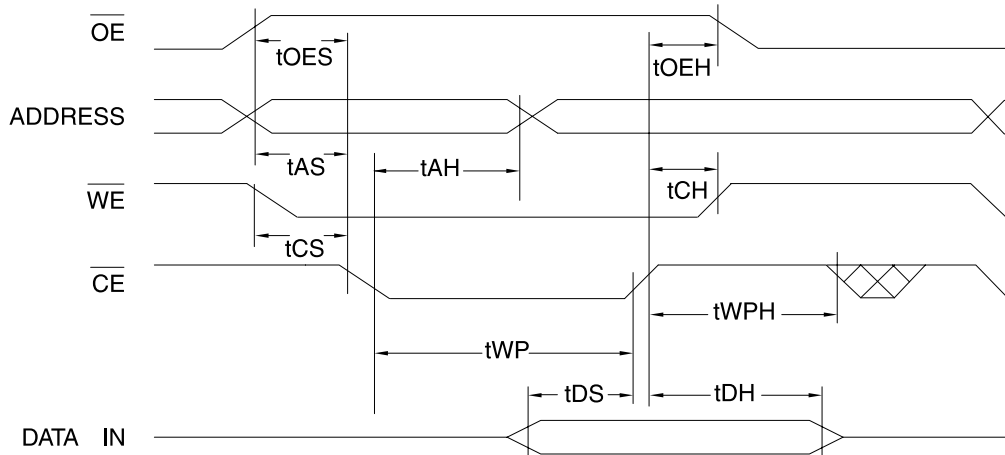 OE
tOES
tOEH
ADDRESS
tAS
tAH
tCH
WE
tCS
CE
tWPH
tWP
tDS
tDH
DATA IN